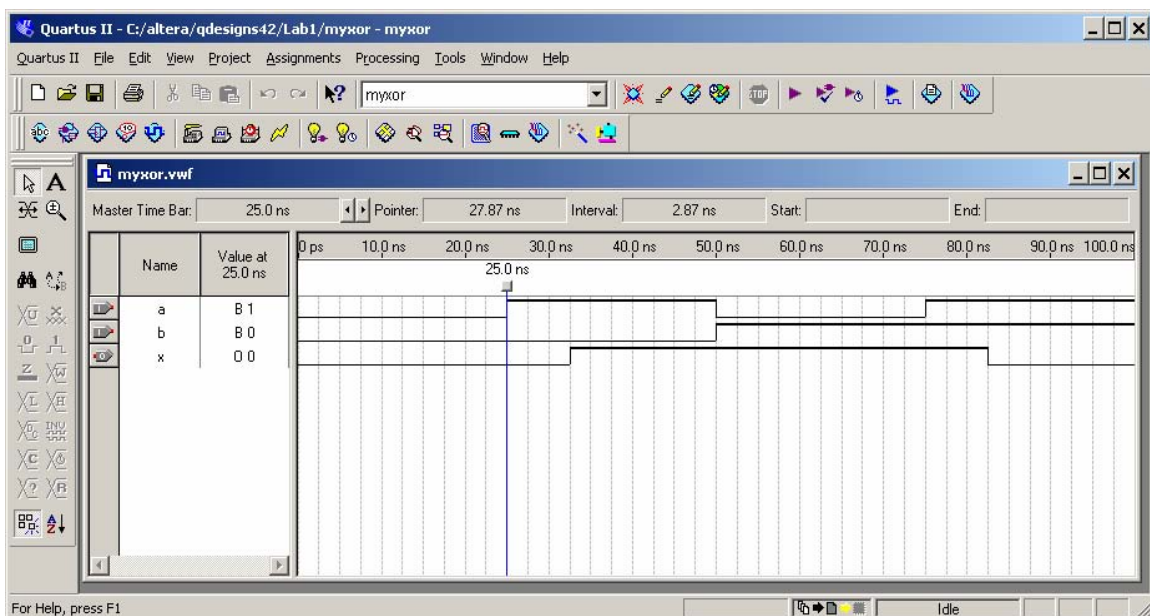 Quartus II - C:/altera/qdesigns42/Lab1/myxor - myxor
Quartus II File Edit View Project Assignments Processing Tools Window Help
myxor
myxor.vwf
Master Time Bar: 25.0 ns Pointer: 27.87 ns Interval: 2.87 ns Start: End:
Name Value at 25.0 ns
0 ps 10.0 ns 20.0 ns 30.0 ns 40.0 ns 50.0 ns 60.0 ns 70.0 ns 80.0 ns 90.0 ns 100.0 ns
25.0 ns
a B 1
b B 0
x 0 0
For Help, press F1 Idle